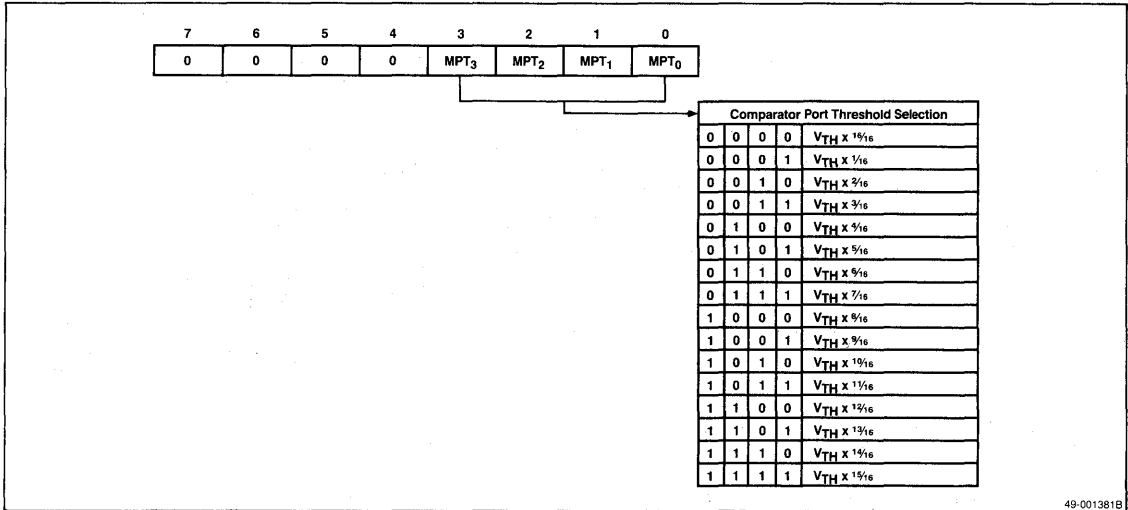 7 6 5 4 3 2 1 0
0 0 0 0 MPT3 MPT2 MPT1 MPT0
Comparator Port Threshold Selection
0 0 0 0 VTH x 16/16
0 0 0 1 VTH x 1/16
0 0 1 0 VTH x 2/16
0 0 1 1 VTH x 3/16
0 1 0 0 VTH x 4/16
0 1 0 1 VTH x 5/16
0 1 1 0 VTH x 6/16
0 1 1 1 VTH x 7/16
1 0 0 0 VTH x 8/16
1 0 0 1 VTH x 9/16
1 0 1 0 VTH x 10/16
1 0 1 1 VTH x 11/16
1 1 0 0 VTH x 12/16
1 1 0 1 VTH x 13/16
1 1 1 0 VTH x 14/16
1 1 1 1 VTH x 15/16
49-001381B